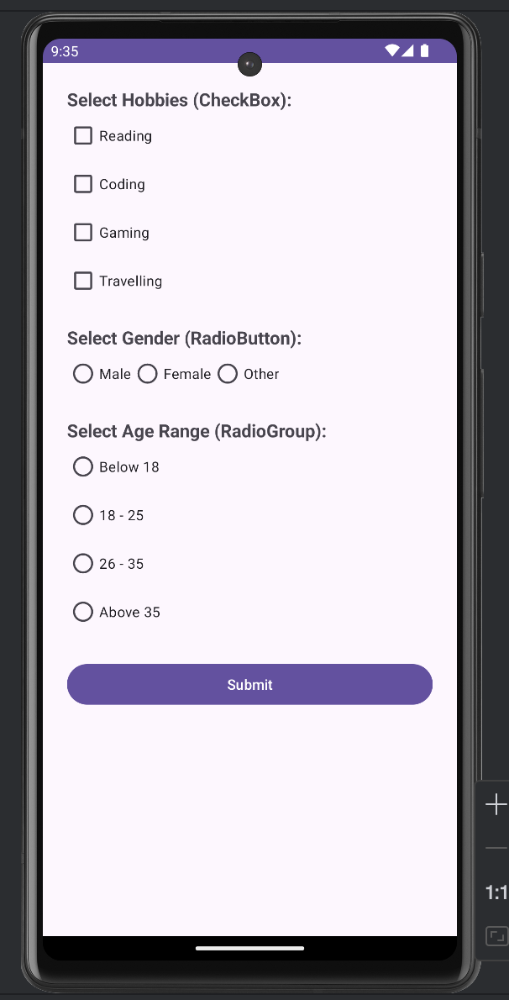 9:35
Select Hobbies (CheckBox):
Reading
Coding
Gaming
Travelling
Select Gender (RadioButton):
Male Female Other
Select Age Range (RadioGroup):
Below 18
18 - 25
26 - 35
Above 35
Submit
1:1